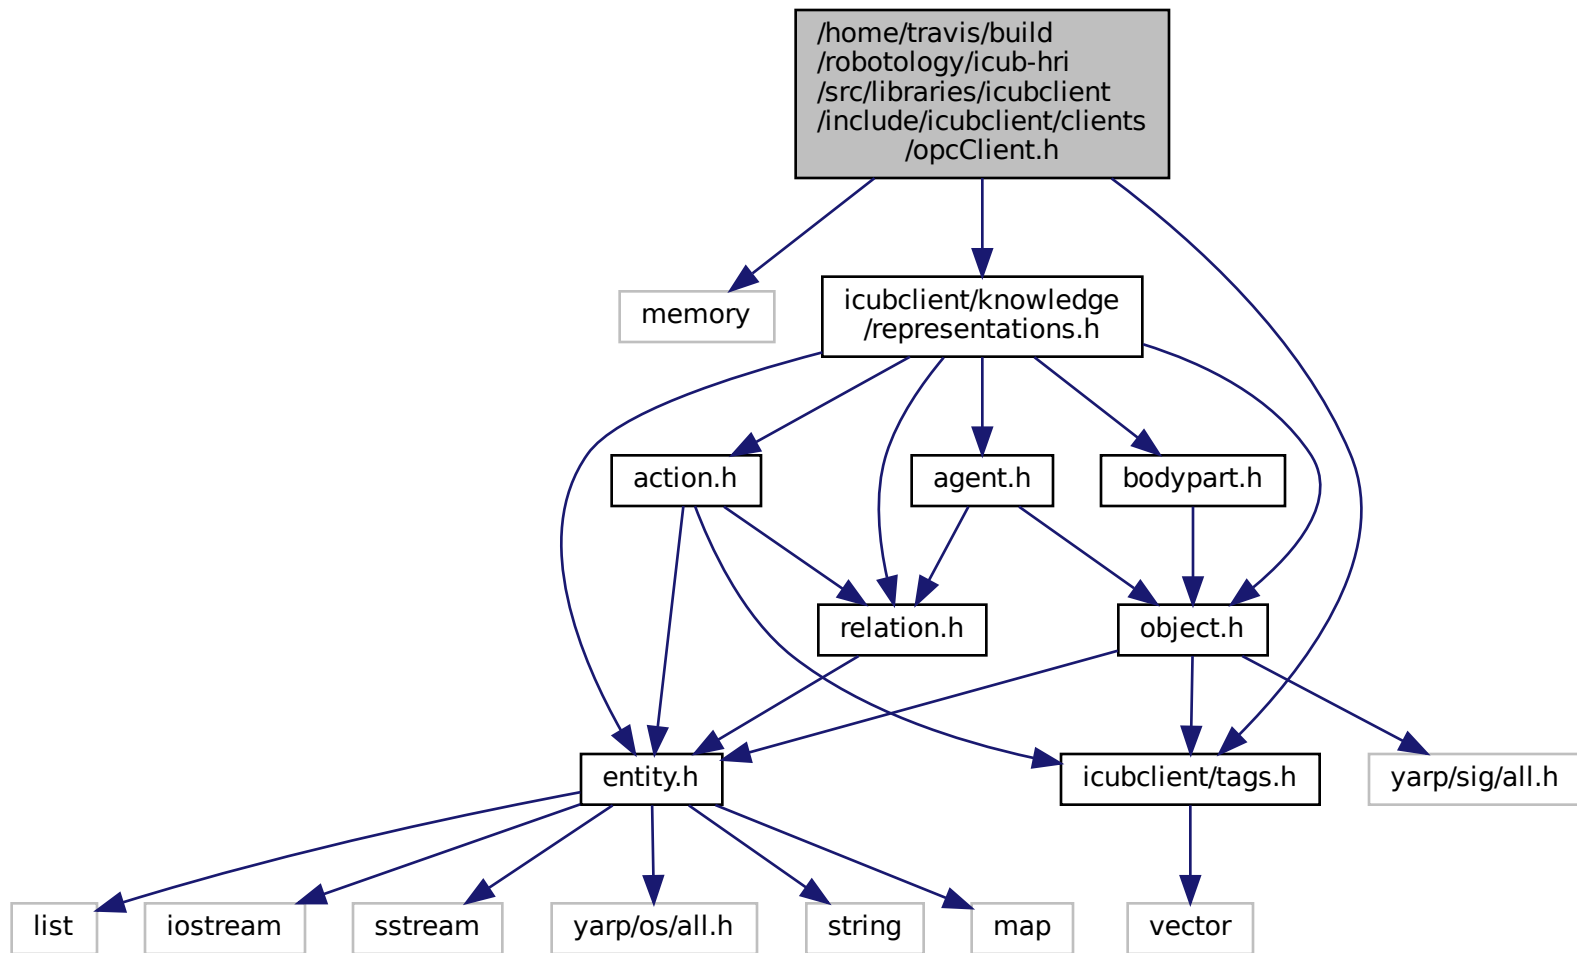 /home/travis/build
/robotology/icub-hri
/src/libraries/icubclient
/include/icubclient/clients
/opcClient.h
memory
icubclient/knowledge
/representations.h
action.h
agent.h
bodypart.h
relation.h
object.h
entity.h
icubclient/tags.h
yarp/sig/all.h
list
iostream
sstream
yarp/os/all.h
string
map
vector